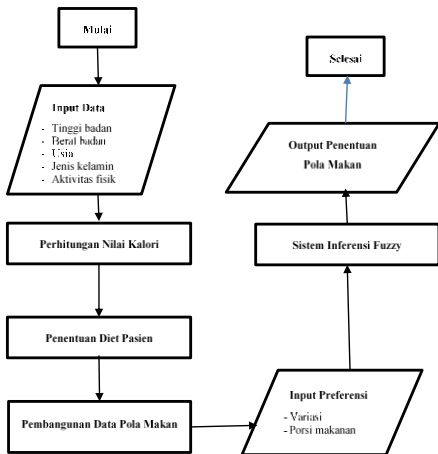 Mulai
Input Data
- Tinggi badan
- Berat badan
- Usia
- Jenis kelamin
- Aktivitas fisik
Perhitungan Nilai Kalori
Penentuan Diet Pasien
Pembangunan Data Pola Makan
Input Preferensi
- Variasi
- Porsi makanan
Sistem Inferensi Fuzzy
Output Penentuan
Pola Makan
Selesai